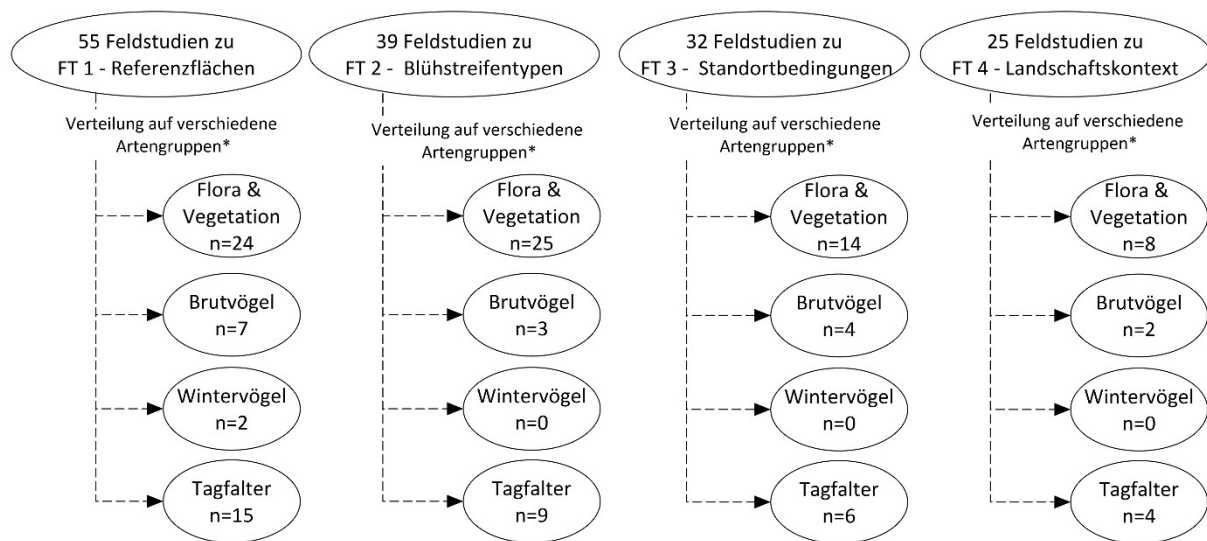 55 Feldstudien zu
FT 1 - Referenzflächen
Verteilung auf verschiedene
Artengruppen*
Flora &
Vegetation
n=24
Brutvögel
n=7
Wintervögel
n=2
Tagfalter
n=15
39 Feldstudien zu
FT 2 - Blühstreifentypen
Verteilung auf verschiedene
Artengruppen*
Flora &
Vegetation
n=25
Brutvögel
n=3
Wintervögel
n=0
Tagfalter
n=9
32 Feldstudien zu
FT 3 - Standortbedingungen
Verteilung auf verschiedene
Artengruppen*
Flora &
Vegetation
n=14
Brutvögel
n=4
Wintervögel
n=0
Tagfalter
n=6
25 Feldstudien zu
FT 4 - Landschaftskontext
Verteilung auf verschiedene
Artengruppen*
Flora &
Vegetation
n=8
Brutvögel
n=2
Wintervögel
n=0
Tagfalter
n=4